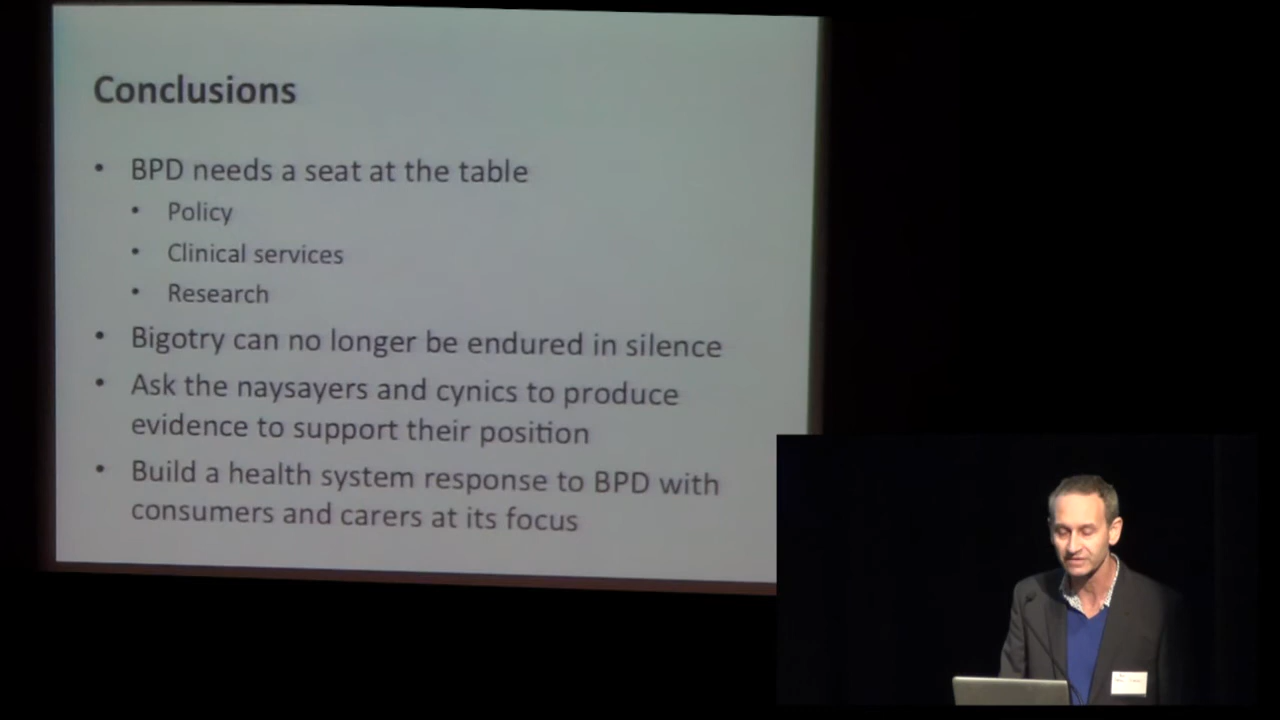 Conclusions
• BPD needs a seat at the table
• Policy
• Clinical services
• Research
• Bigotry can no longer be endured in silence
• Ask the naysayers and cynics to produce
evidence to support their position
• Build a health system response to BPD with
consumers and carers at its focus